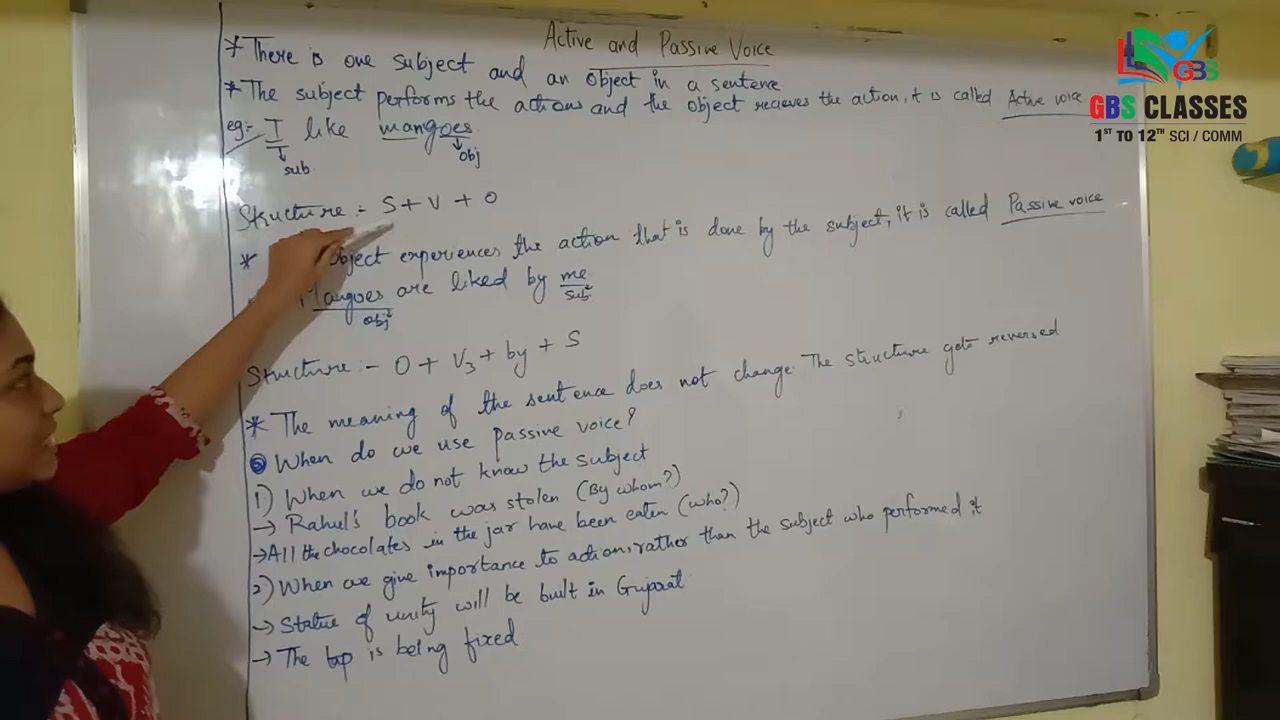 Active and Passive Voice
* There is one subject and an object in a sentence
* The subject performs the actions and the object recieves the action, it is called Active voice
eg:- I like mangoes
sub obj
Structure :- S + V + O
* Object experiences the action that is done by the subject, it is called Passive voice
Mangoes are liked by me
obj sub
Structure :- O + V3 + by + S
* The meaning of the sentence does not change. The structure gets reversed
When do we use passive voice?
1) When we do not know the subject
→ Rahul's book was stolen (By whom?)
→ All the chocolates in the jar have been eaten (who?)
2) When we give importance to action, rather than the subject who performed it
→ Statue of unity will be built in Gujarat
→ The tap is being fixed
GBS
GBS CLASSES
1ST TO 12TH SCI / COMM